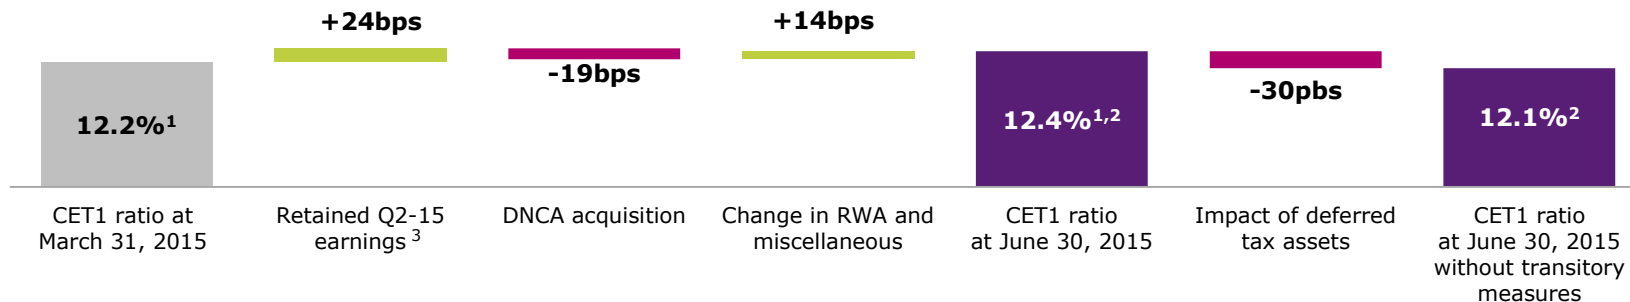 +24bps
+14bps
-19bps
-30pbs
12.2%¹
12.4%¹,²
12.1%²
CET1 ratio at
March 31, 2015
Retained Q2-15
earnings ³
DNCA acquisition
Change in RWA and
miscellaneous
CET1 ratio
at June 30, 2015
Impact of deferred
tax assets
CET1 ratio
at June 30, 2015
without transitory
measures